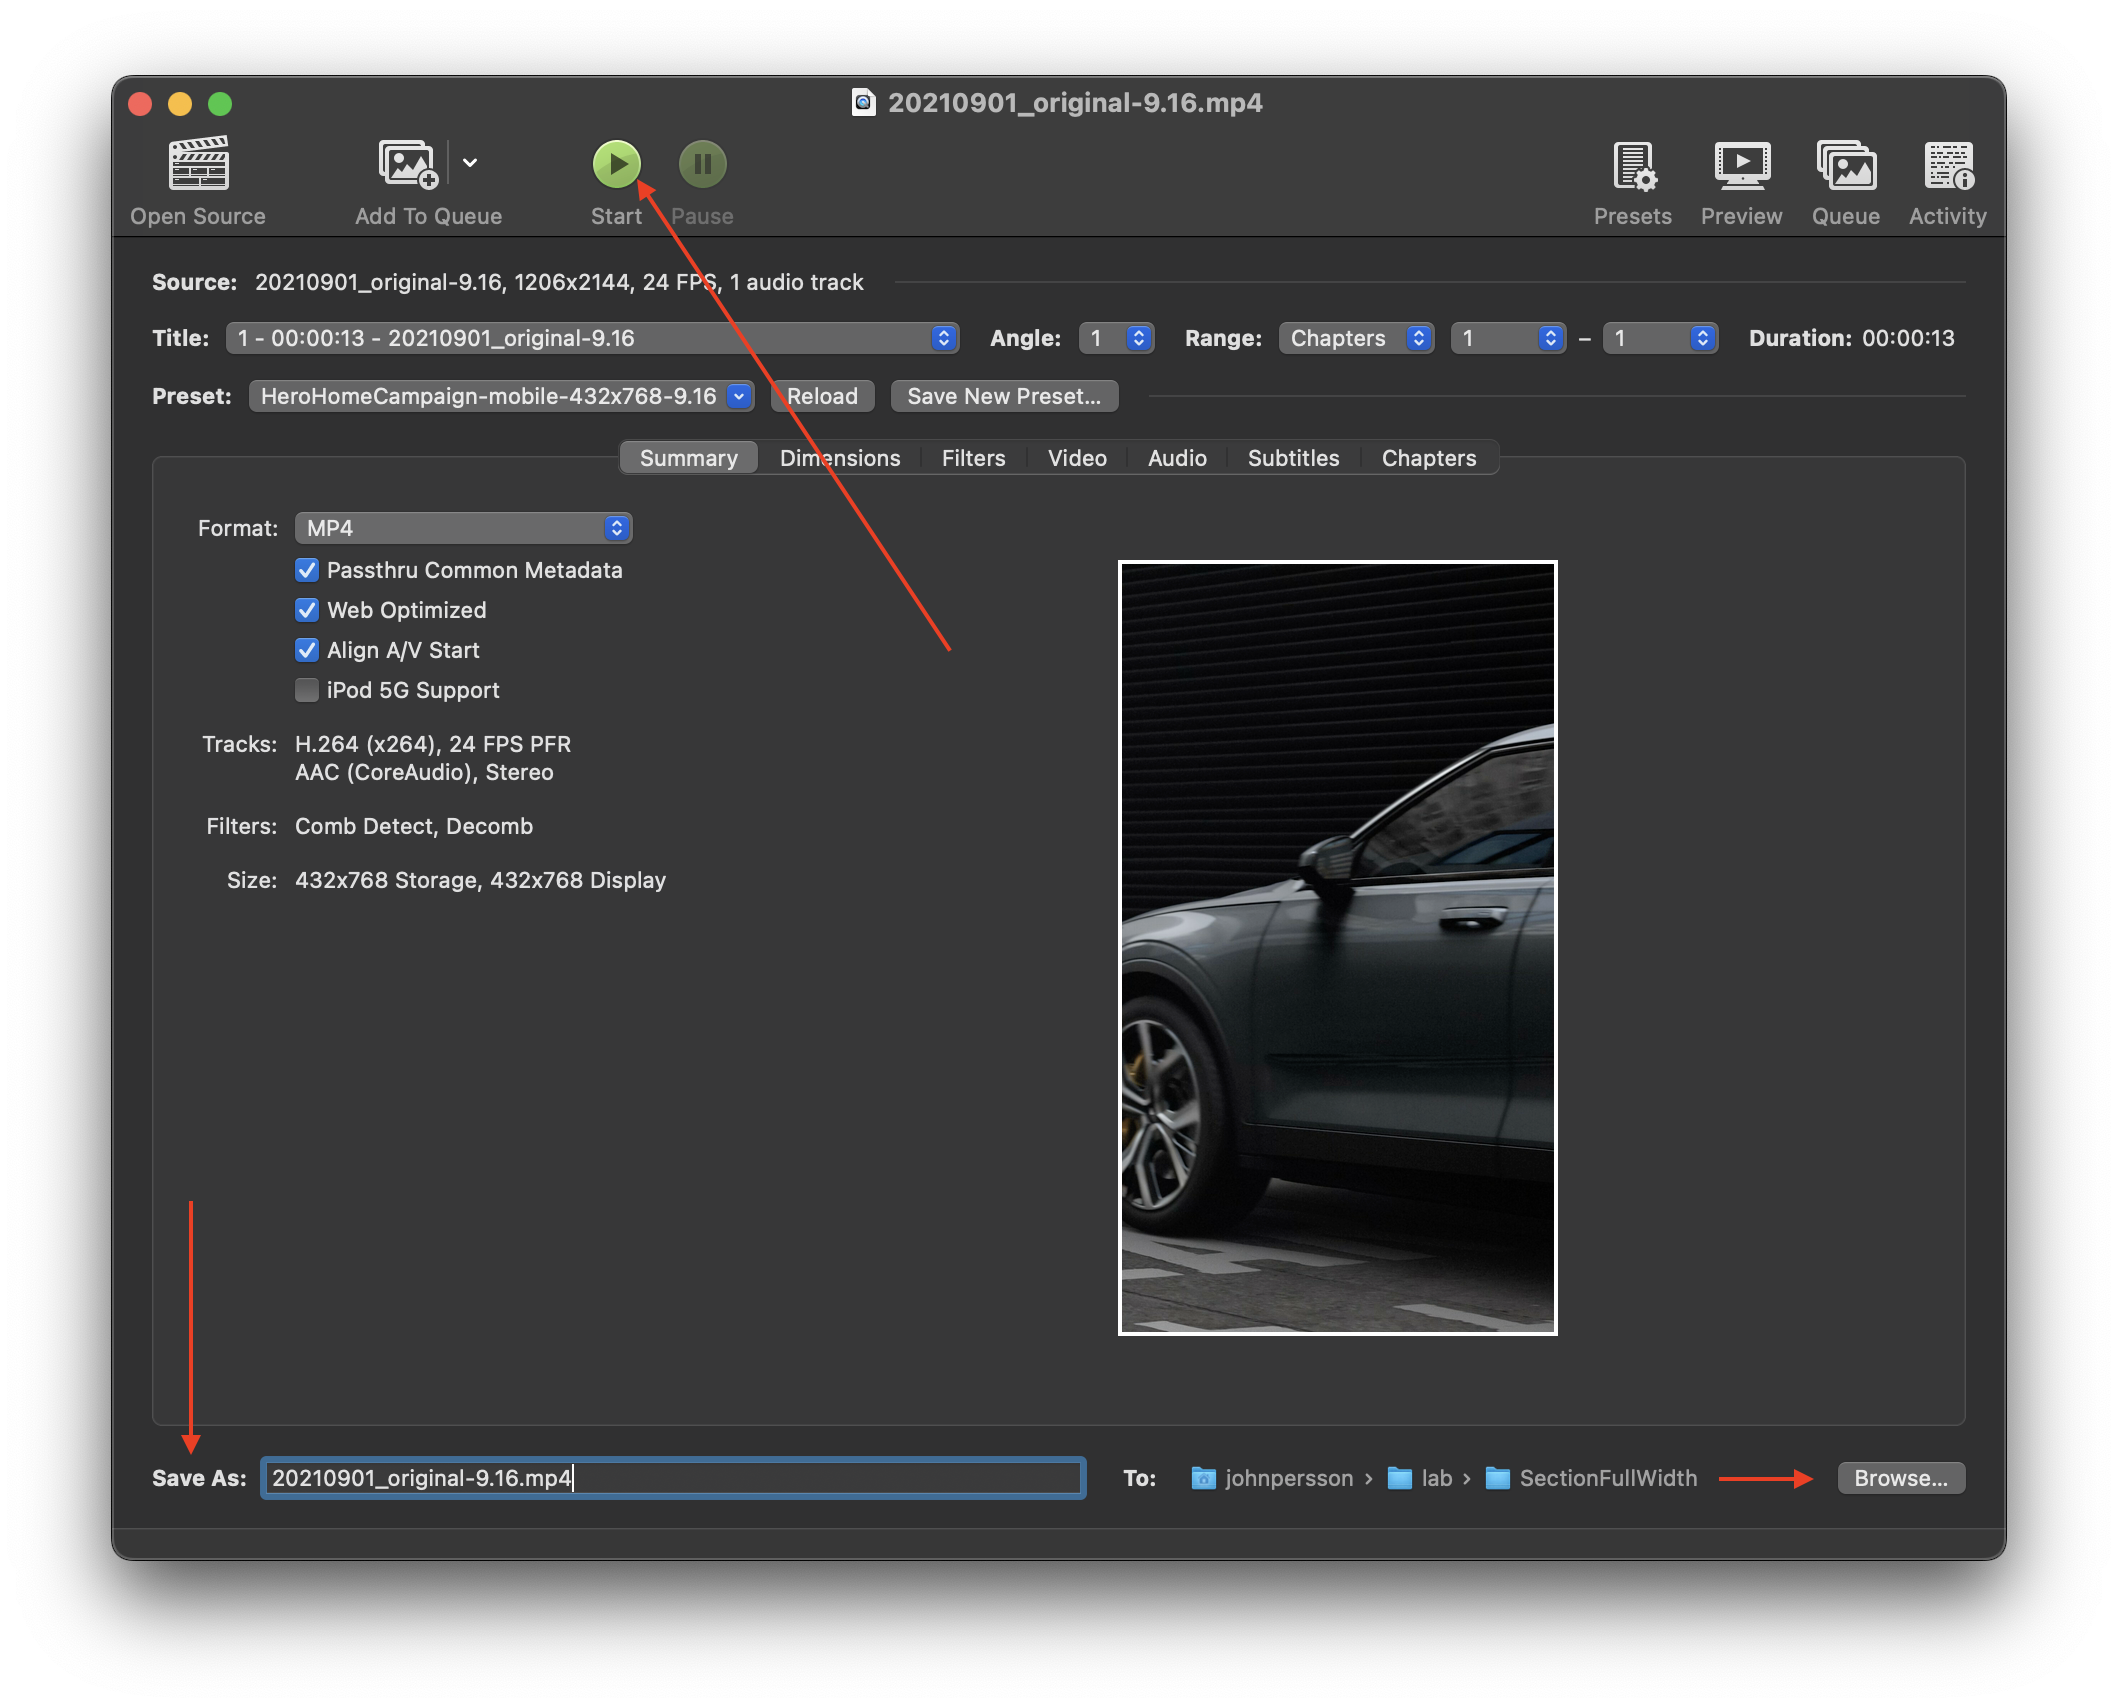 20210901_original-9.16.mp4
Open Source
Add To Queue
Start
Pause
Presets
Preview
Queue
Activity
Source: 20210901_original-9.16, 1206x2144, 24 FPS, 1 audio track
Title: 1 - 00:00:13 - 20210901_original-9.16 Angle: 1 Range: Chapters 1 – 1 Duration: 00:00:13
Preset: HeroHomeCampaign-mobile-432x768-9.16 Reload Save New Preset...
Summary Dimensions Filters Video Audio Subtitles Chapters
Format: MP4
Passthru Common Metadata
Web Optimized
Align A/V Start
iPod 5G Support
Tracks: H.264 (x264), 24 FPS PFR
AAC (CoreAudio), Stereo
Filters: Comb Detect, Decomb
Size: 432x768 Storage, 432x768 Display
Save As: 20210901_original-9.16.mp4 To: johnpersson › lab › SectionFullWidth Browse...